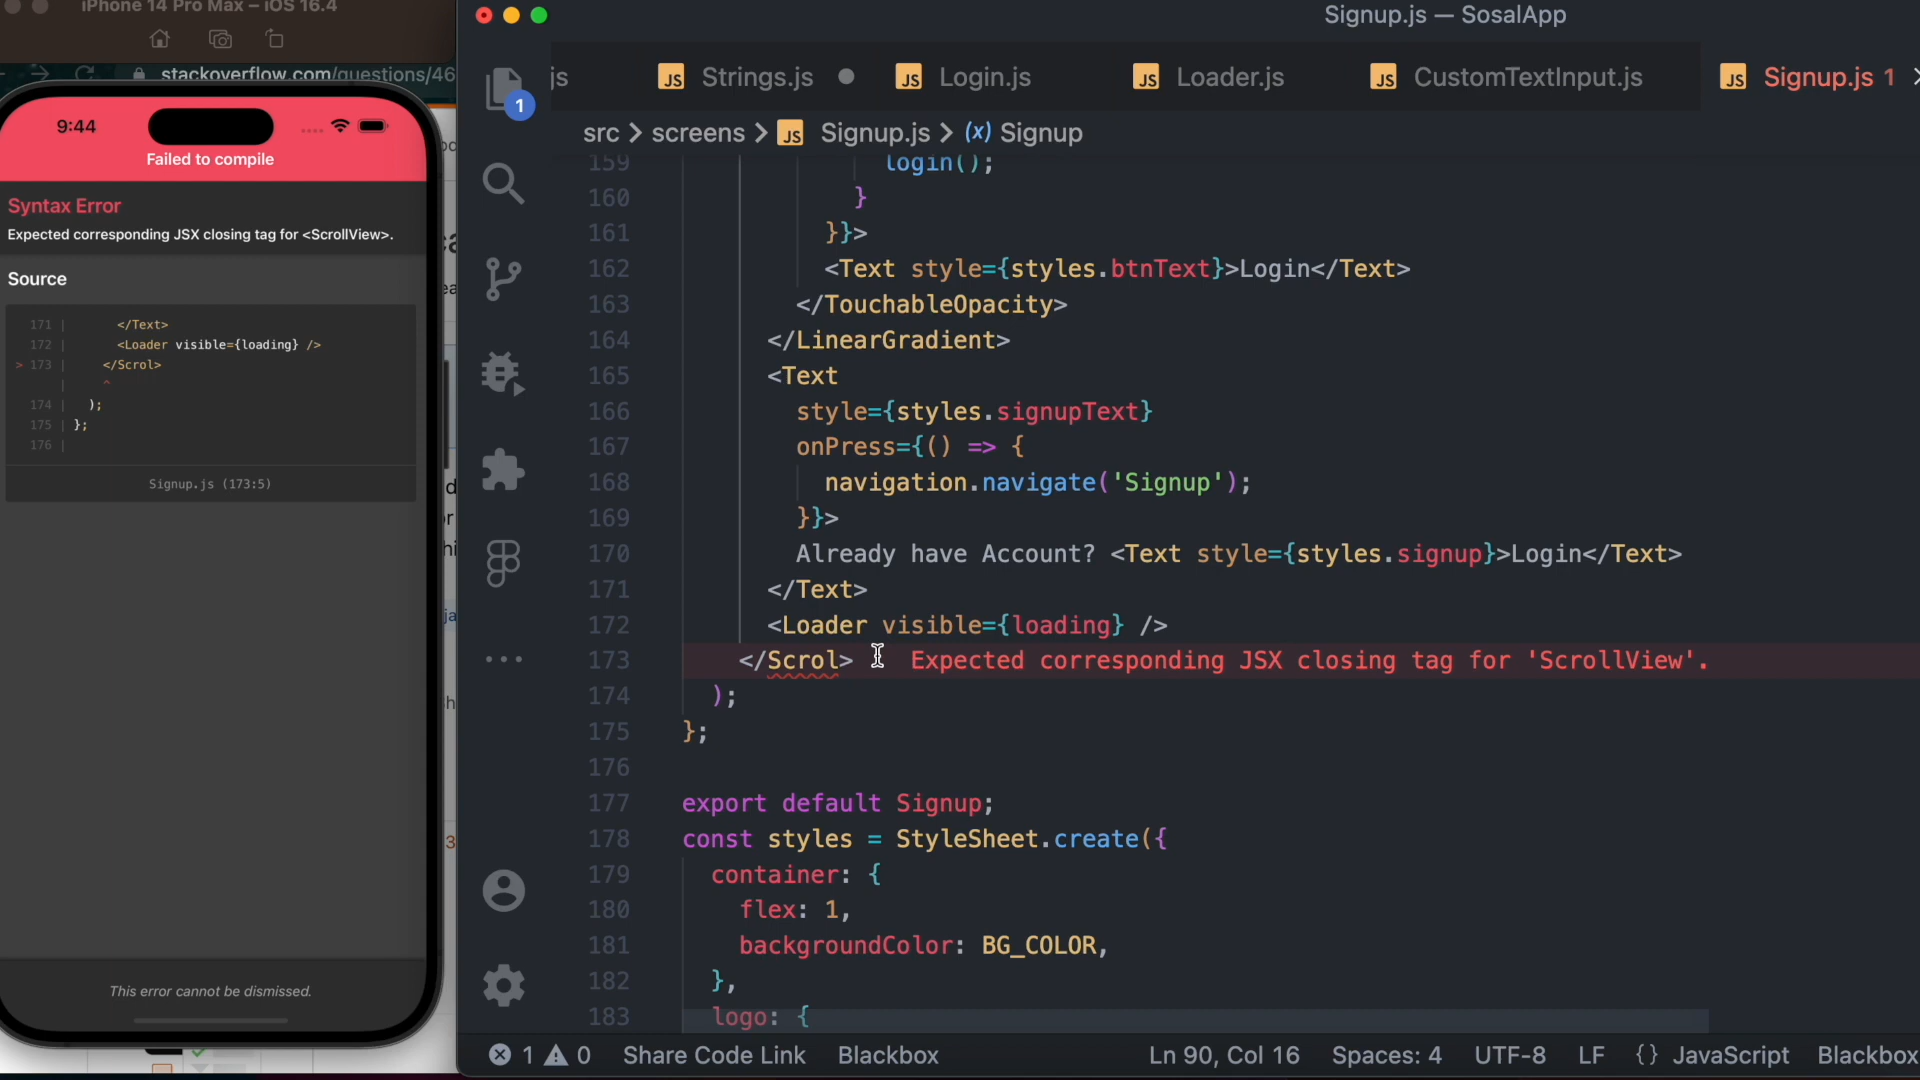 iPhone 14 Pro Max – iOS 16.4
stackoverflow.com/questions/46
9:44
Failed to compile
Syntax Error
Expected corresponding JSX closing tag for <ScrollView>.
Source
171 | </Text>
172 | <Loader visible={loading} />
> 173 | </Scrol>
| ^
174 | );
175 | };
176 |
Signup.js (173:5)
This error cannot be dismissed.
Signup.js — SosalApp
js
JS Strings.js
JS Login.js
JS Loader.js
JS CustomTextInput.js
JS Signup.js 1
1
src > screens > JS Signup.js > (x) Signup
159 login();
160 }
161 }}>
162 <Text style={styles.btnText}>Login</Text>
163 </TouchableOpacity>
164 </LinearGradient>
165 <Text
166 style={styles.signupText}
167 onPress={() => {
168 navigation.navigate('Signup');
169 }}>
170 Already have Account? <Text style={styles.signup}>Login</Text>
171 </Text>
172 <Loader visible={loading} />
173 </Scrol> Expected corresponding JSX closing tag for 'ScrollView'.
174 );
175 };
176
177 export default Signup;
178 const styles = StyleSheet.create({
179 container: {
180 flex: 1,
181 backgroundColor: BG_COLOR,
182 },
183 logo: {
1 0 Share Code Link Blackbox Ln 90, Col 16 Spaces: 4 UTF-8 LF {} JavaScript Blackbox